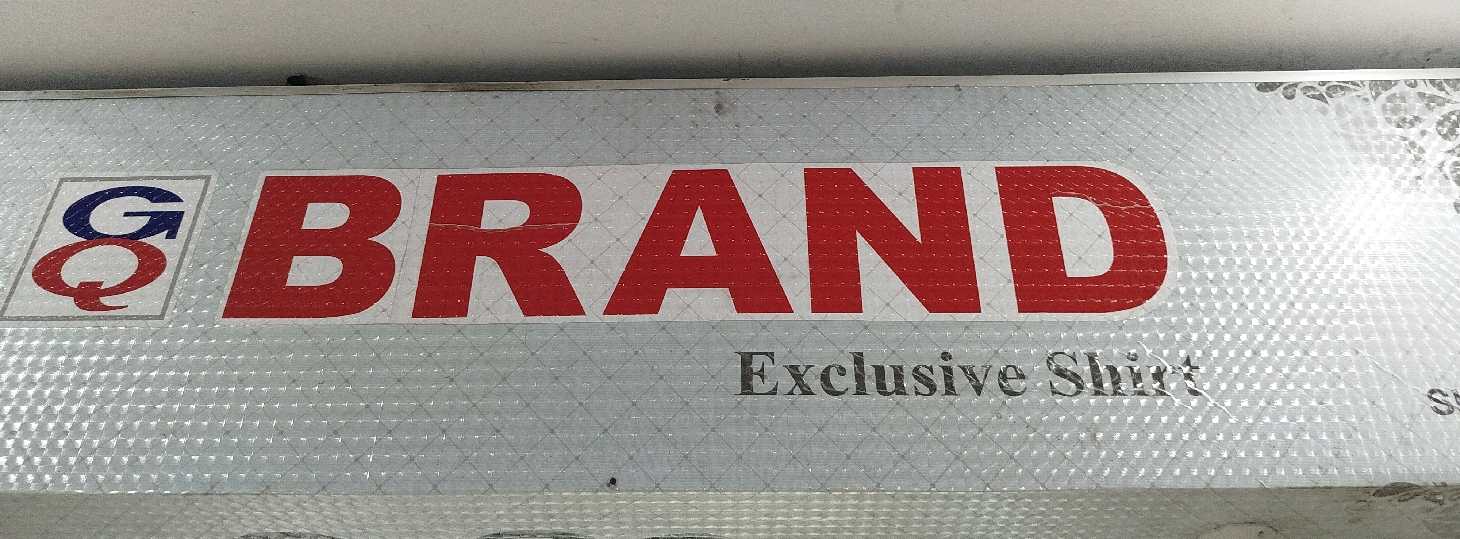 GQ BRAND
Exclusive Shirt